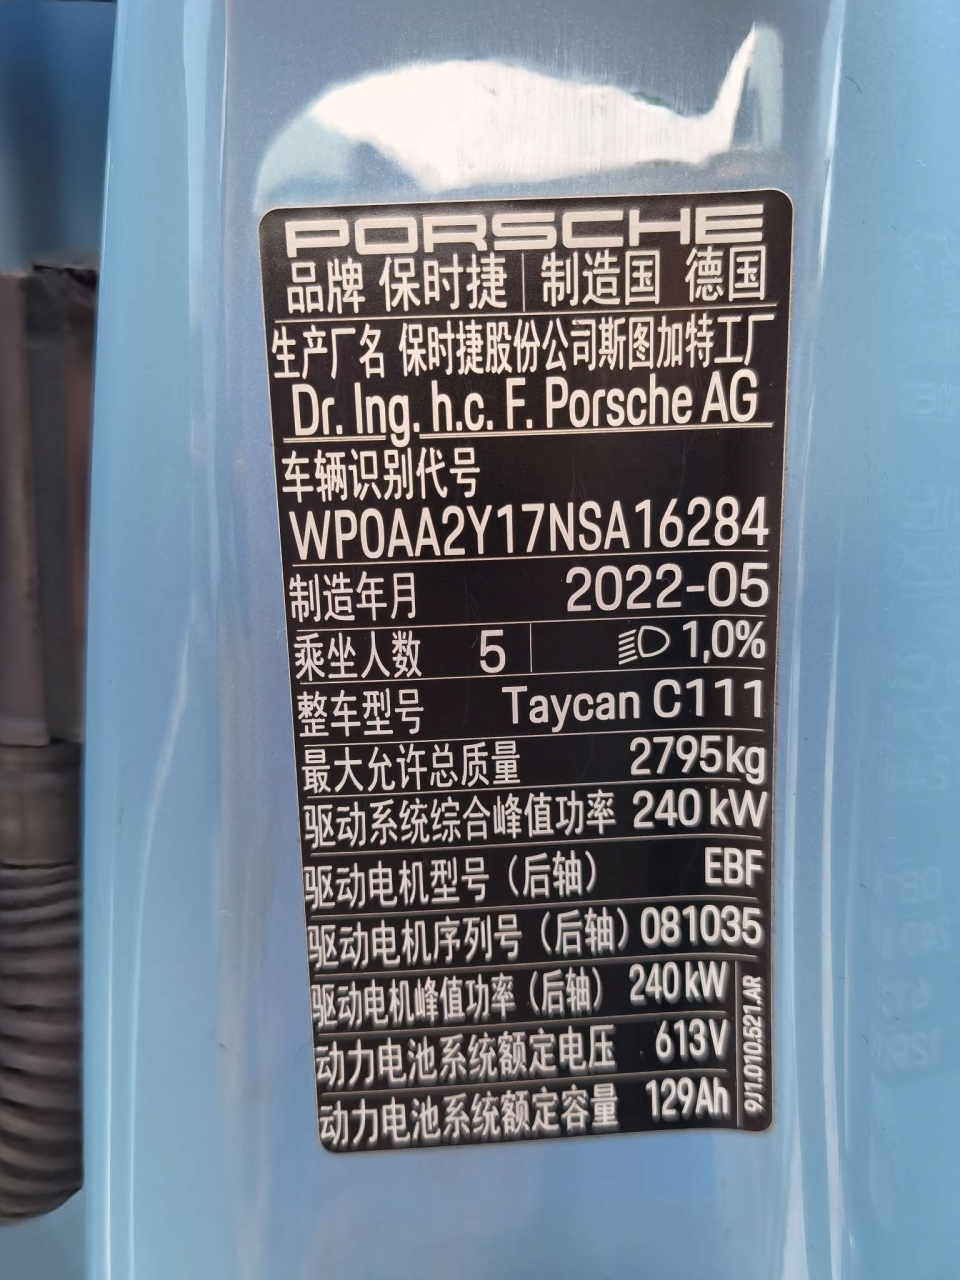 PORSCHE
品牌 保时捷 制造国 德国
生产厂名 保时捷股份公司斯图加特工厂
Dr. Ing. h.c. F. Porsche AG
车辆识别代号
WP0AA2Y17NSA16284
制造年月 2022-05
乘坐人数 5 1,0%
整车型号 Taycan C111
最大允许总质量 2795kg
驱动系统综合峰值功率 240 kW
驱动电机型号（后轴） EBF
驱动电机序列号（后轴） 081035
驱动电机峰值功率（后轴） 240 kW
动力电池系统额定电压 613V
动力电池系统额定容量 129Ah
9J1.010.521.AR